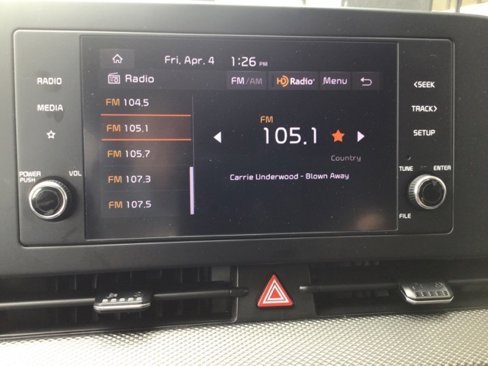 Fri, Apr. 4 1:26 PM
Radio FM/AM HD Radio Menu
RADIO
MEDIA
POWER
PUSH
VOL
FM 104.5
FM 105.1
FM 105.7
FM 107.3
FM 107.5
FM
105.1
Country
Carrie Underwood - Blown Away
<SEEK
TRACK>
SETUP
TUNE
ENTER
FILE